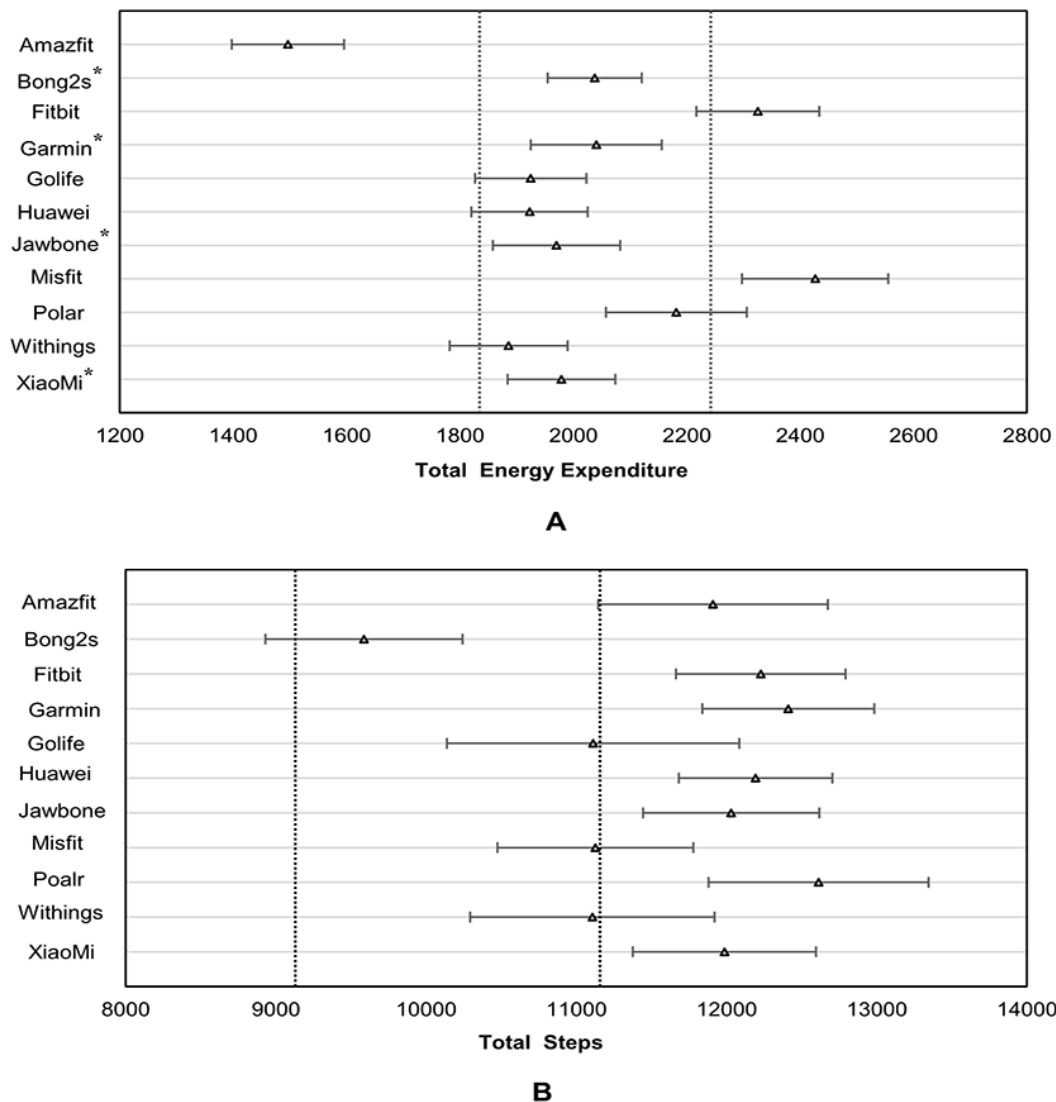 Amazfit
Bong2s*
Fitbit
Garmin*
Golife
Huawei
Jawbone*
Misfit
Polar
Withings
XiaoMi*
1200 1400 1600 1800 2000 2200 2400 2600 2800
Total Energy Expenditure
A
Amazfit
Bong2s
Fitbit
Garmin
Golife
Huawei
Jawbone
Misfit
Poalr
Withings
XiaoMi
8000 9000 10000 11000 12000 13000 14000
Total Steps
B